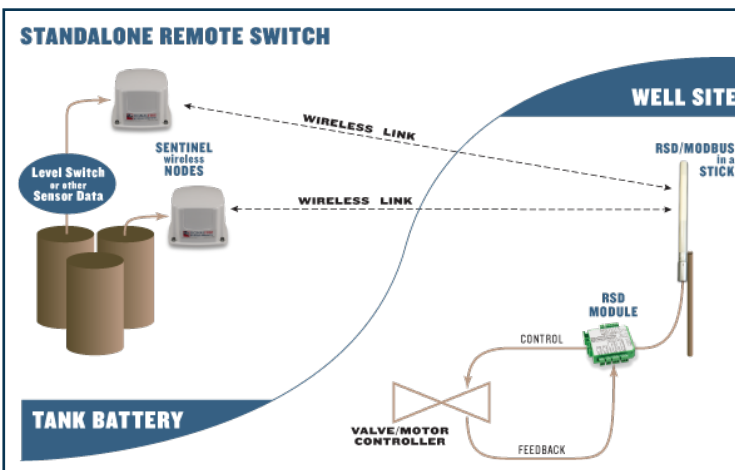 STANDALONE REMOTE SWITCH
WELL SITE
WIRELESS LINK
SENTINEL
wireless
NODES
RSD/MODBUS
in a
STICK
Level Switch
or other
Sensor Data
WIRELESS LINK
RSD
MODULE
CONTROL
TANK BATTERY
VALVE/MOTOR
CONTROLLER
FEEDBACK